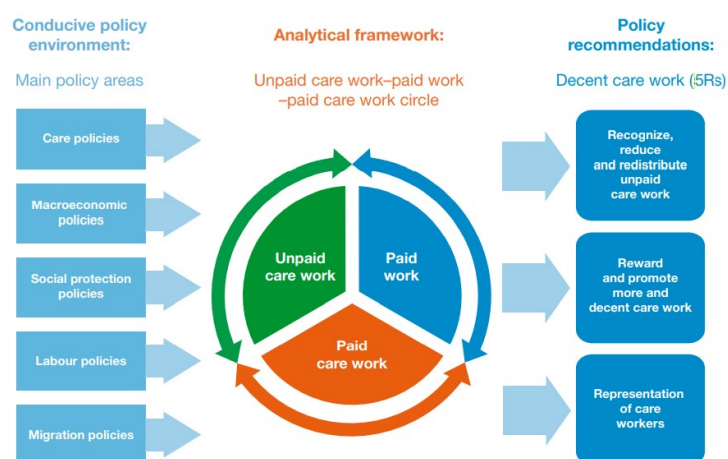 Conducive policy
environment:
Main policy areas
Care policies
Macroeconomic
policies
Social protection
policies
Labour policies
Migration policies
Analytical framework:
Unpaid care work–paid work
–paid care work circle
Unpaid
care work
Paid
work
Paid
care work
Policy
recommendations:
Decent care work (5Rs)
Recognize,
reduce
and redistribute
unpaid
care work
Reward
and promote
more and
decent care work
Representation
of care
workers